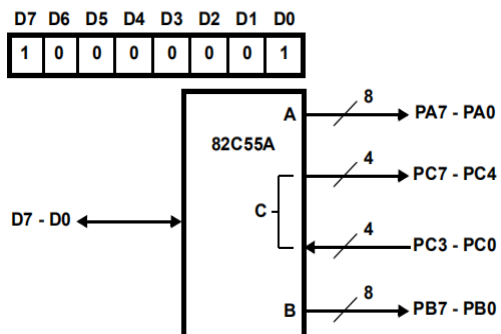 D7 D6 D5 D4 D3 D2 D1 D0
1 0 0 0 0 0 0 1
8
A PA7 - PA0
82C55A
4
PC7 - PC4
C
D7 - D0
4
PC3 - PC0
8
B PB7 - PB0